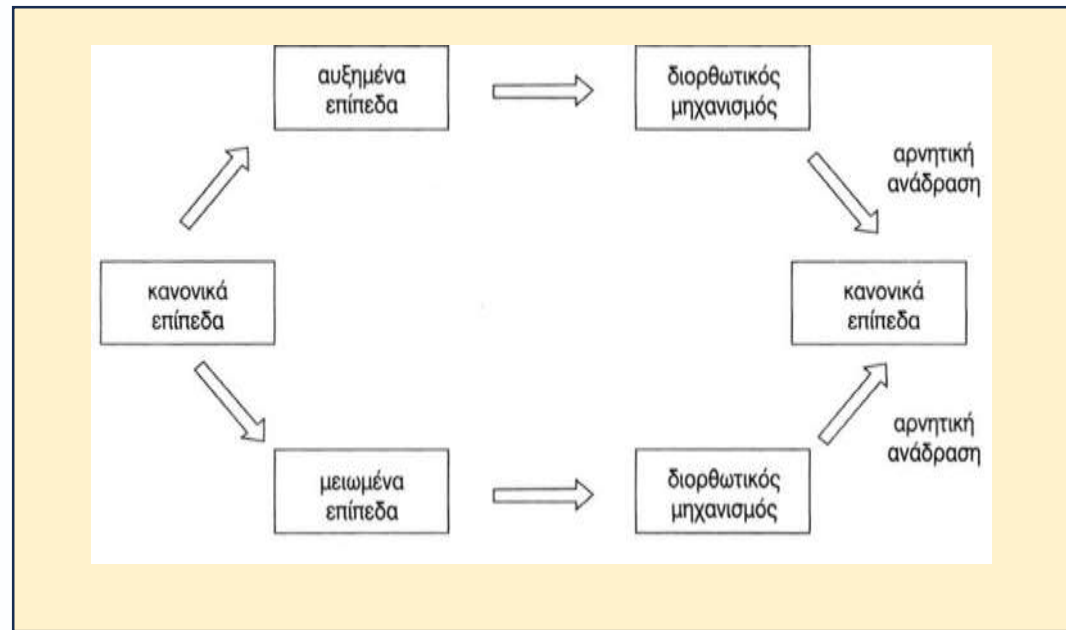 αυξημένα
επίπεδα
διορθωτικός
μηχανισμός
αρνητική
ανάδραση
κανονικά
επίπεδα
κανονικά
επίπεδα
αρνητική
ανάδραση
μειωμένα
επίπεδα
διορθωτικός
μηχανισμός